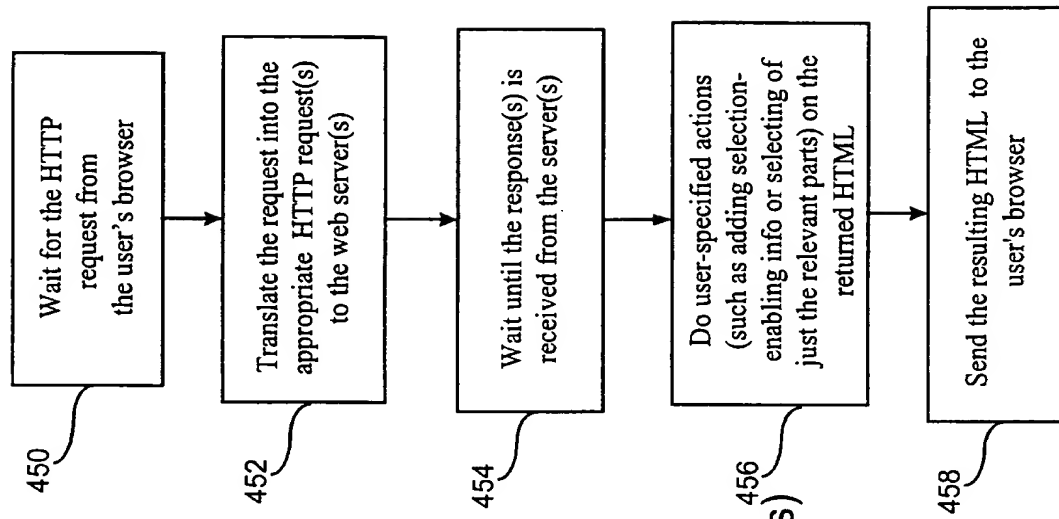 450
Wait for the HTTP
request from
the user's browser
452
Translate the request into the
appropriate HTTP request(s)
to the web server(s)
454
Wait until the response(s) is
received from the server(s)
456
Do user-specified actions
(such as adding selection-
enabling info or selecting of
just the relevant parts) on the
returned HTML
458
Send the resulting HTML to the
user's browser